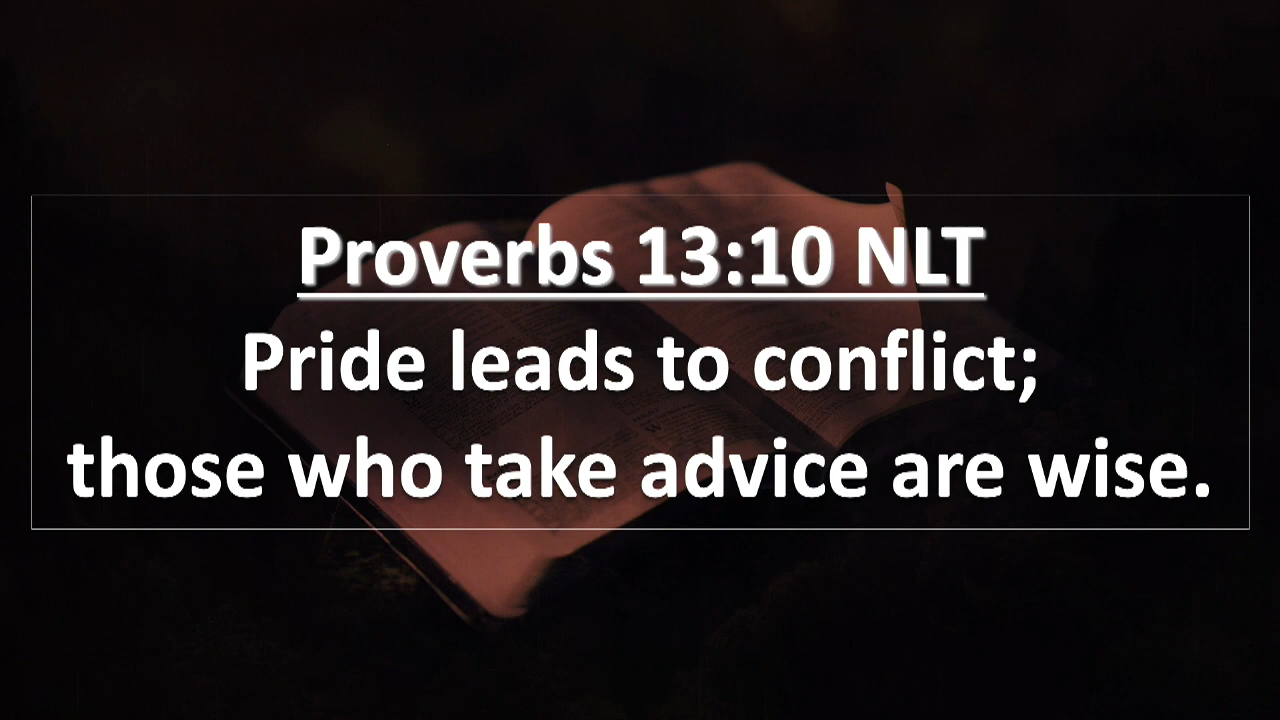 Proverbs 13:10 NLT
Pride leads to conflict;
those who take advice are wise.